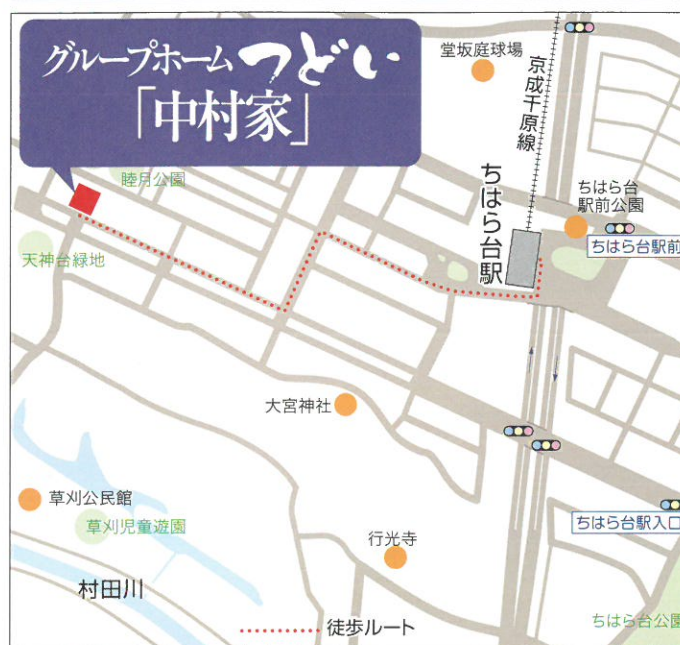 グループホームつどい
「中村家」
堂坂庭球場
京成千原線
睦月公園
ちはら台
駅前公園
ちはら台駅前
ちはら台駅
天神台緑地
大宮神社
草刈公民館
草刈児童遊園
ちはら台駅入口
行光寺
村田川
ちはら台公園
徒歩ルート